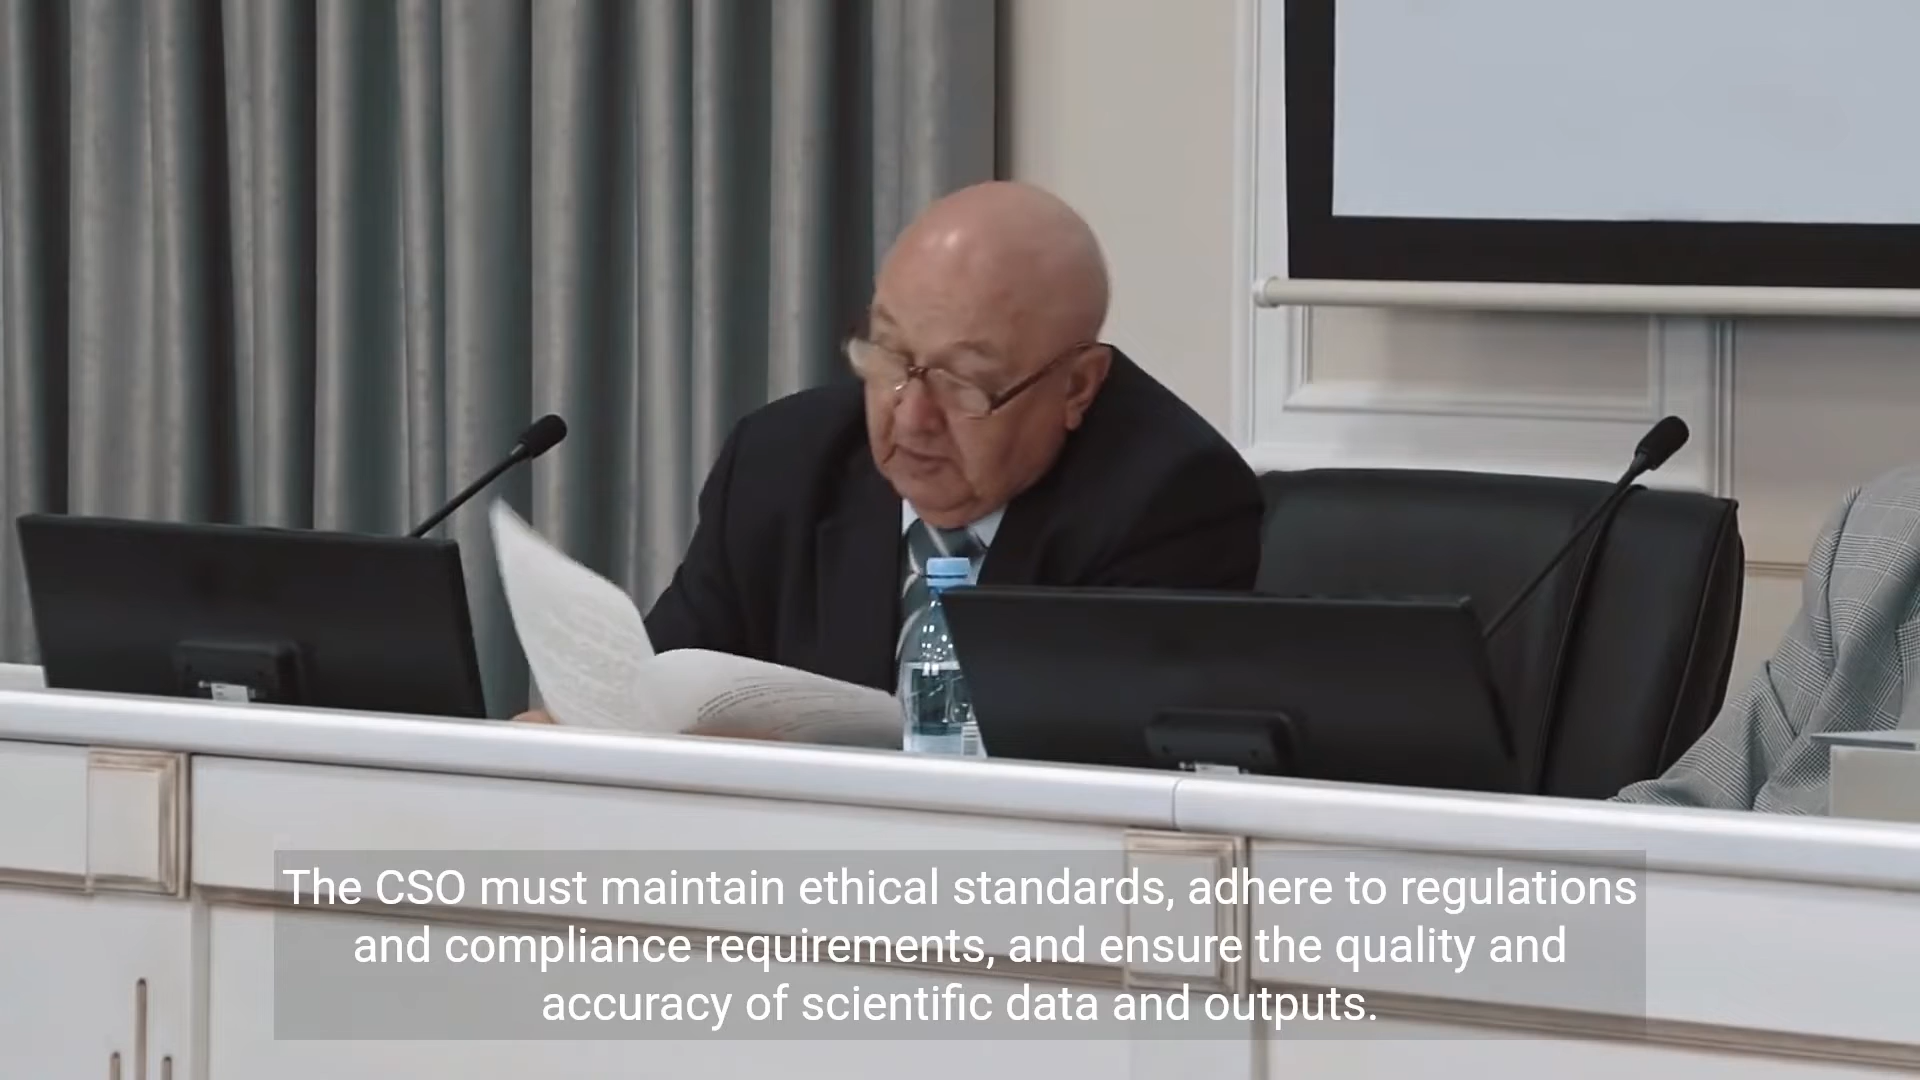 The CSO must maintain ethical standards, adhere to regulations
and compliance requirements, and ensure the quality and
accuracy of scientific data and outputs.